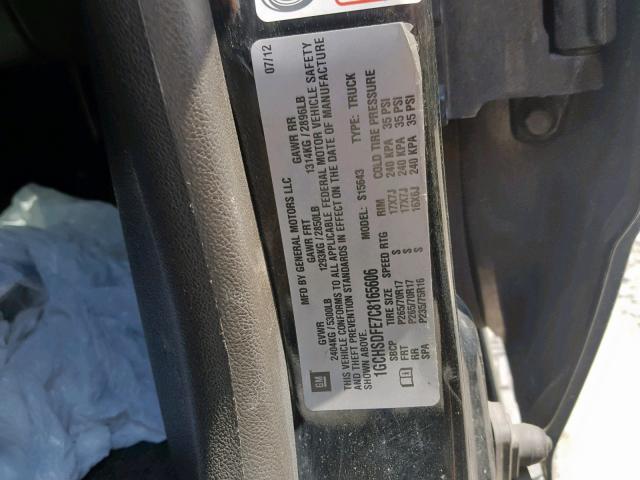 07/12
MFD BY GENERAL MOTORS LLC
GVWR GAWR FRT GAWR RR
2404KG/5300LB 1293KG/2850LB 1314KG/2896LB
THIS VEHICLE CONFORMS TO ALL APPLICABLE FEDERAL MOTOR VEHICLE SAFETY
AND THEFT PREVENTION STANDARDS IN EFFECT ON THE DATE OF MANUFACTURE
SHOWN ABOVE.
1GCHSDFE7C8165606 MODEL: S15643 TYPE: TRUCK
SBCP TIRE SIZE SPEED RTG RIM COLD TIRE PRESSURE
FRT P265/70R17 S 17X7J 240 KPA 35 PSI
RR P265/70R17 S 17X7J 240 KPA 35 PSI
SPA P235/75R16 S 16X6J 240 KPA 35 PSI
GM